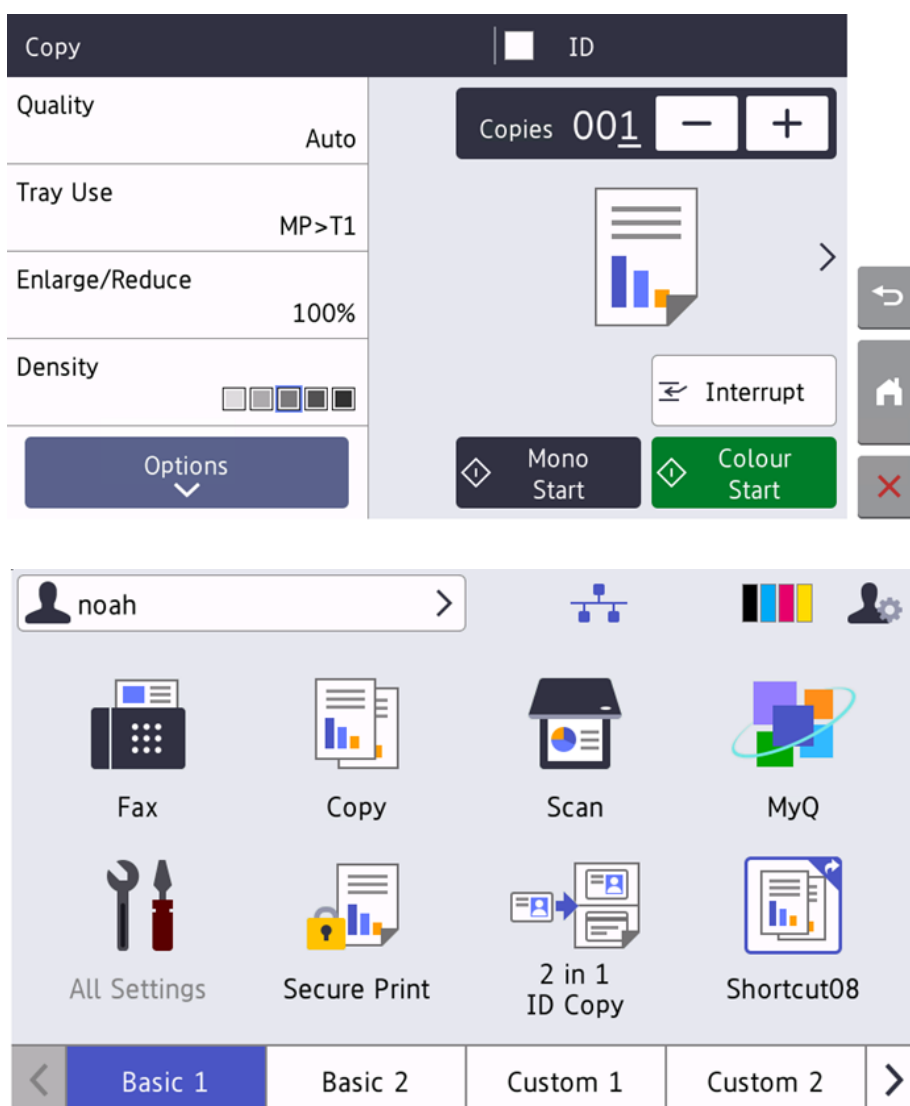 Copy
ID
Quality
Auto
Copies 001 − +
Tray Use
MP>T1
Enlarge/Reduce
100%
Density
Interrupt
Options
Mono
Start
Colour
Start
noah
Fax
Copy
Scan
MyQ
All Settings
Secure Print
2 in 1
ID Copy
Shortcut08
Basic 1
Basic 2
Custom 1
Custom 2